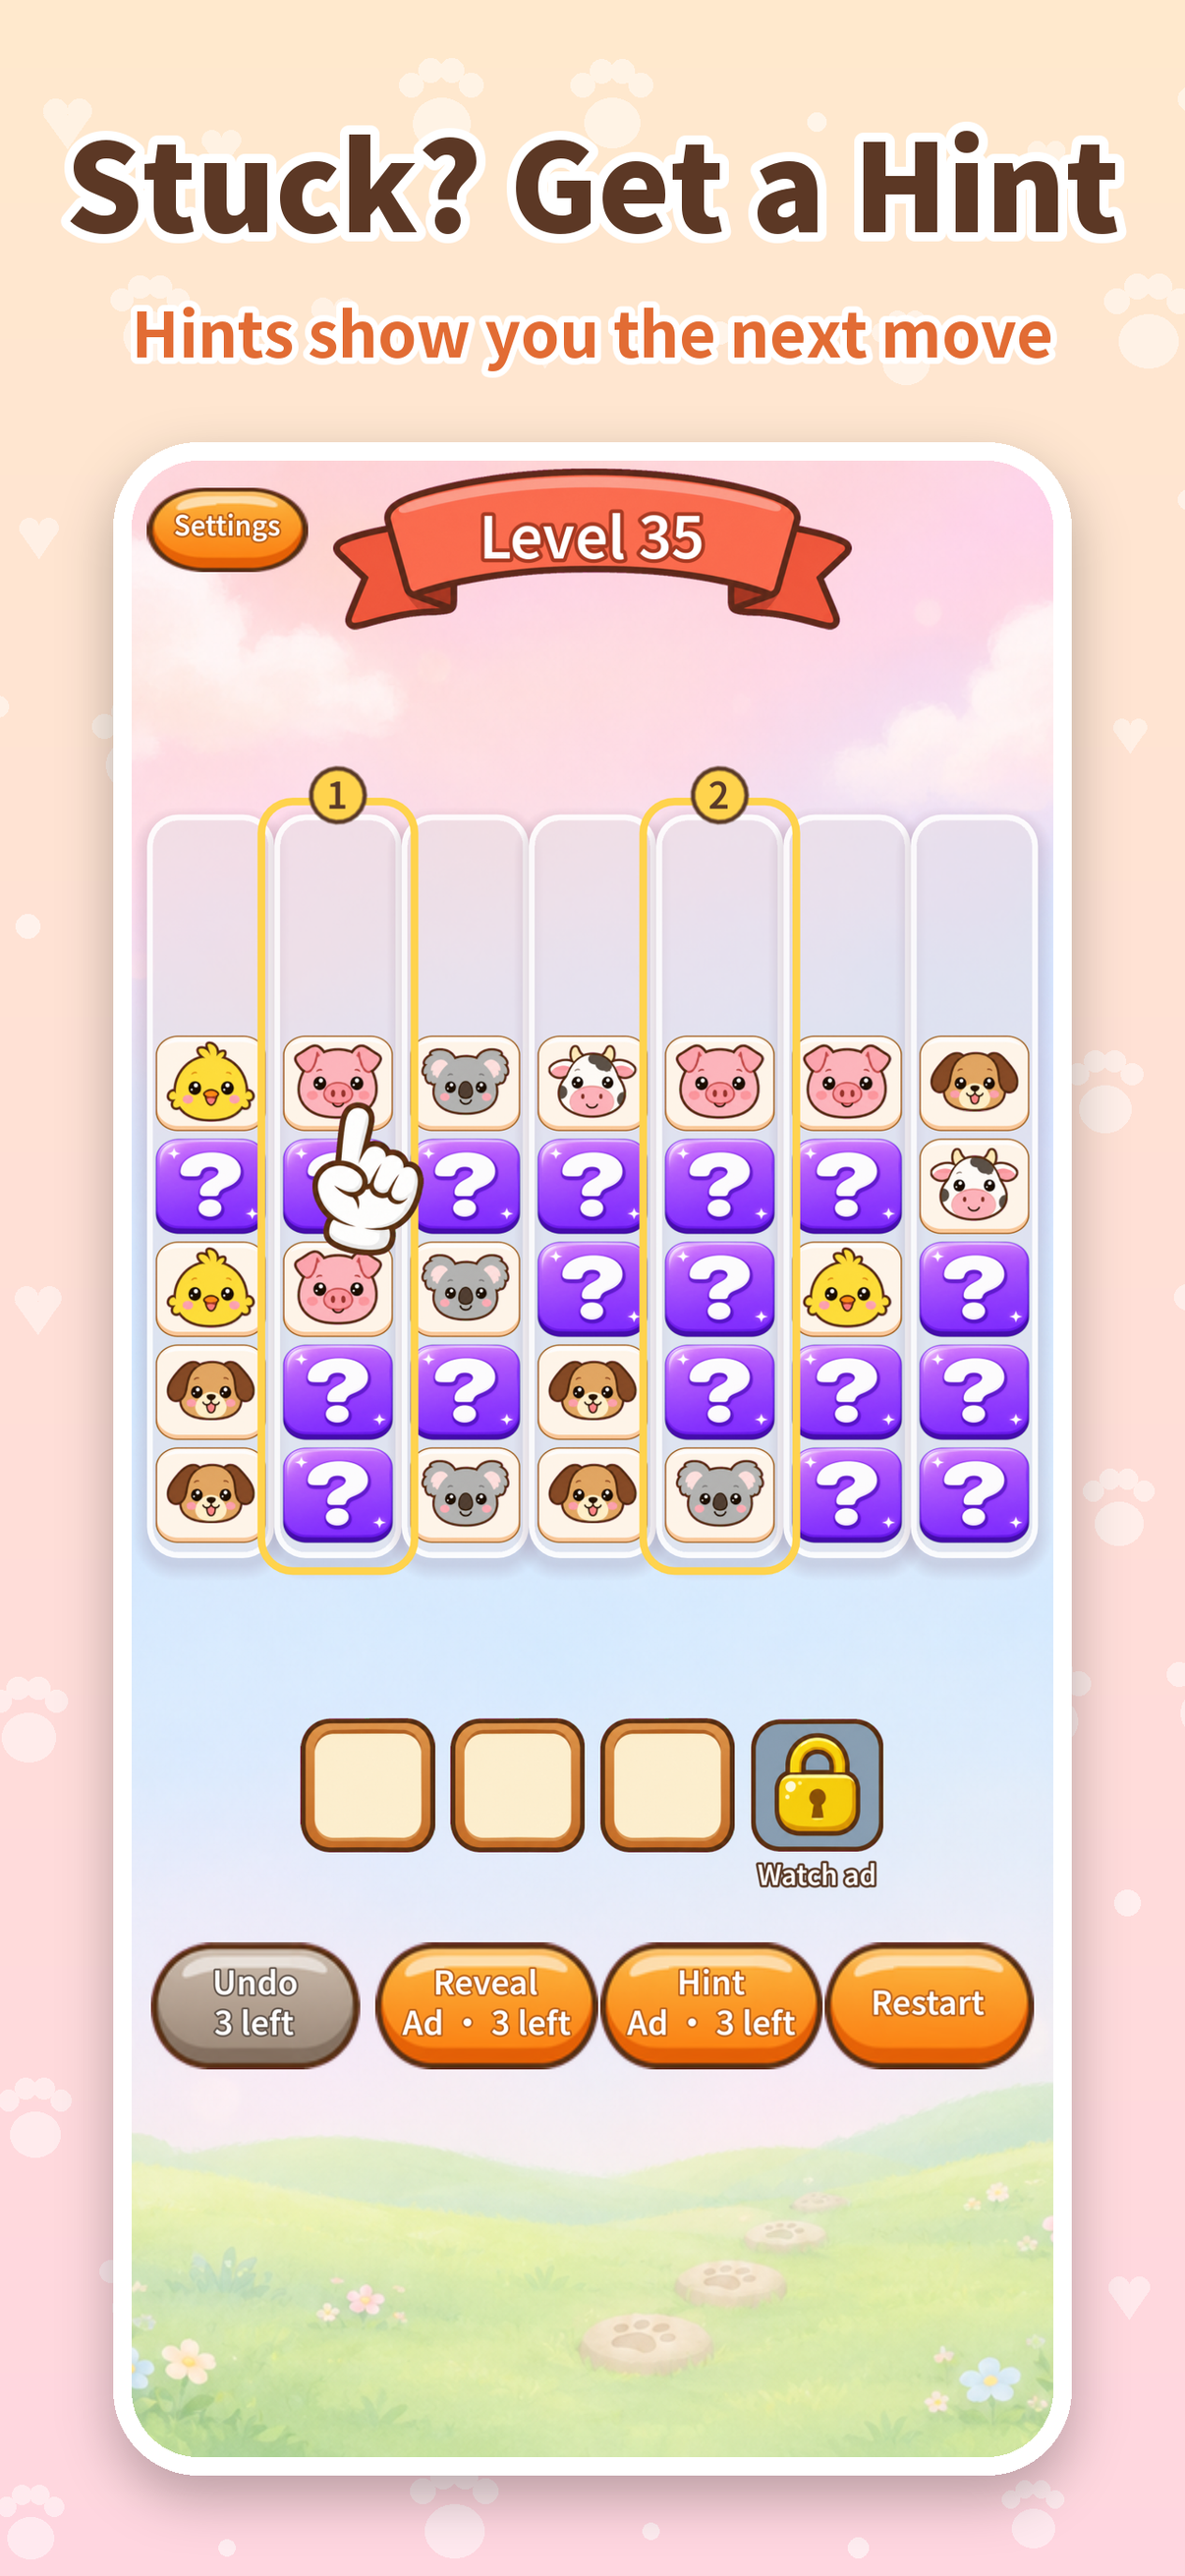 Stuck? Get a Hint
Hints show you the next move
Settings
Level 35
1
2
? ? ? ? ? ?
? ? ?
? ? ? ? ?
? ? ?
Watch ad
Undo
3 left
Reveal
Ad • 3 left
Hint
Ad • 3 left
Restart